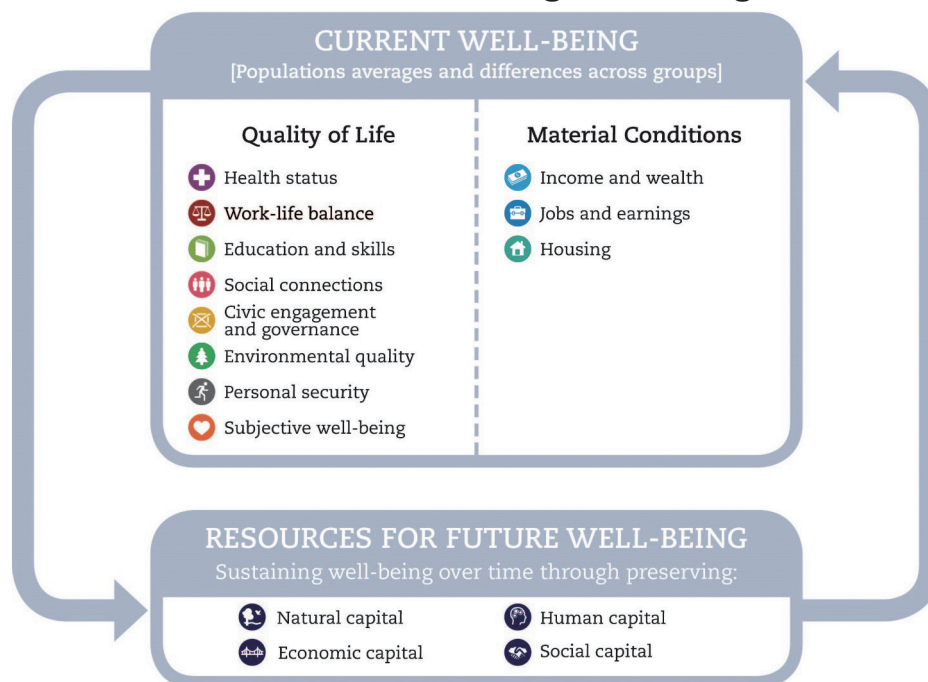 CURRENT WELL-BEING
[Populations averages and differences across groups]
Quality of Life
Health status
Work-life balance
Education and skills
Social connections
Civic engagement
and governance
Environmental quality
Personal security
Subjective well-being
Material Conditions
Income and wealth
Jobs and earnings
Housing
RESOURCES FOR FUTURE WELL-BEING
Sustaining well-being over time through preserving:
Natural capital
Economic capital
Human capital
Social capital